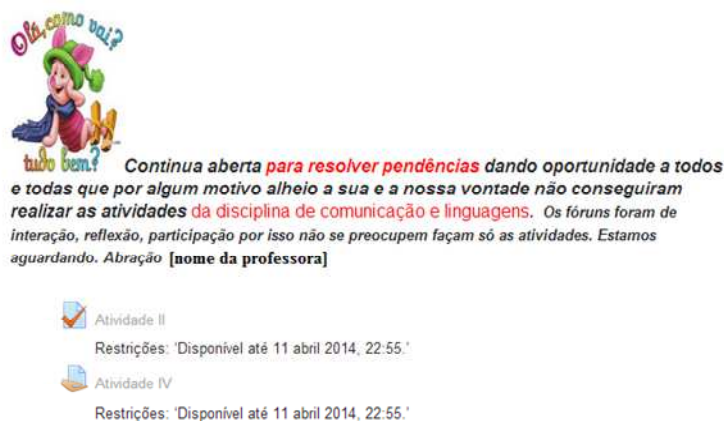 Olá, como vai?
tudo bem?
Continua aberta para resolver pendências dando oportunidade a todos
e todas que por algum motivo alheio a sua e a nossa vontade não conseguiram
realizar as atividades da disciplina de comunicação e linguagens. Os fóruns foram de
interação, reflexão, participação por isso não se preocupem façam só as atividades. Estamos
aguardando. Abração [nome da professora]
Atividade II
Restrições: 'Disponível até 11 abril 2014, 22:55.'
Atividade IV
Restrições: 'Disponível até 11 abril 2014, 22:55.'